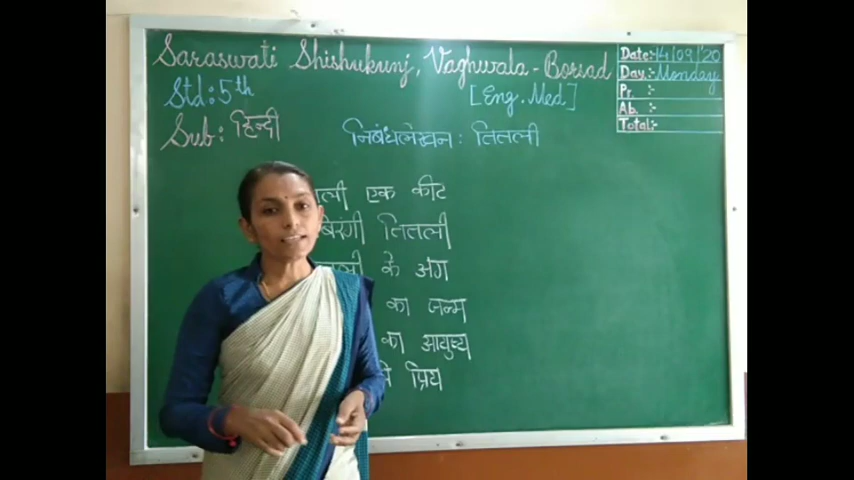 Saraswati Shishukunj, Vaghwala - Borsad
[Eng. Med]
Std: 5th
Sub: हिन्दी
Date:- 14/09/'20
Day:- Monday
Pr. :-
Ab. :-
Total:-
निबंधलेखन : तितली
एक कीट
तितली
के अंग
का जन्म
का आयुष्य
प्रिय